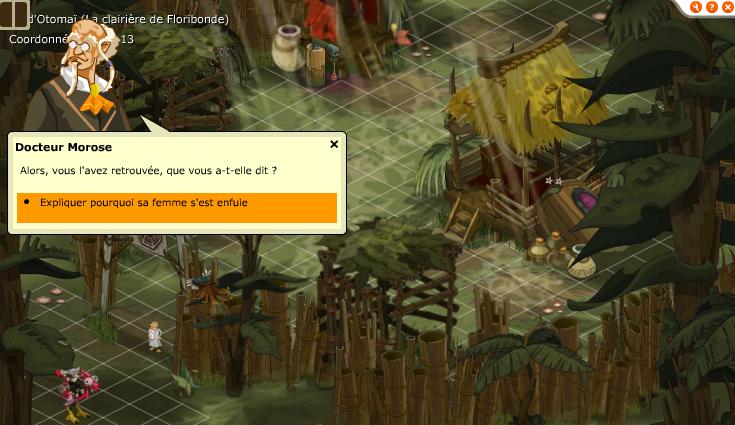 d'Otomaï (La clairière de Floribonde)
Coordonné 13
Docteur Morose
Alors, vous l'avez retrouvée, que vous a-t-elle dit ?
Expliquer pourquoi sa femme s'est enfuie